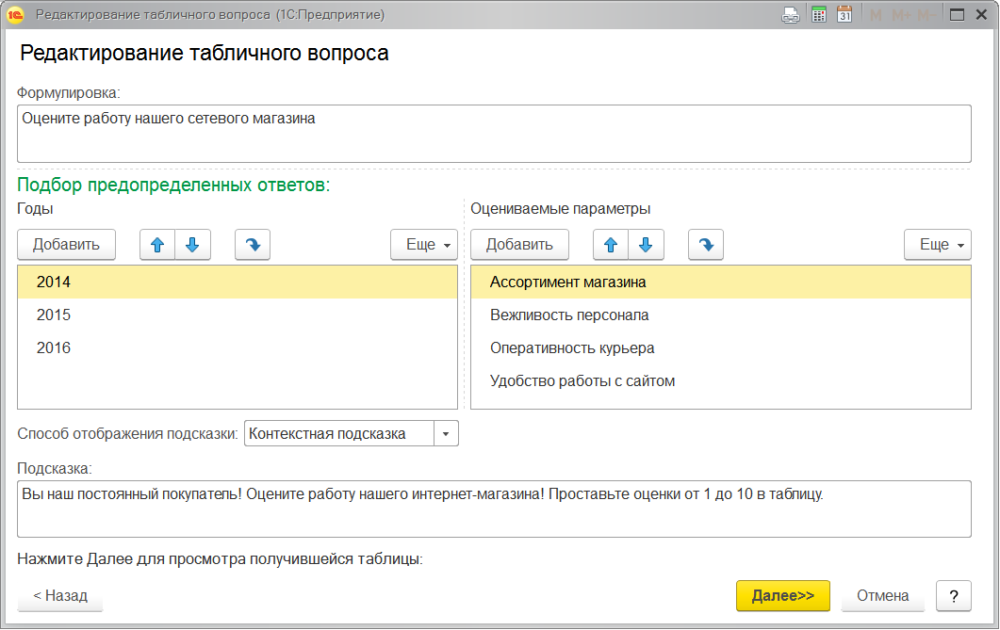 1С Редактирование табличного вопроса (1С:Предприятие) 31 M M+ M-
Редактирование табличного вопроса
Формулировка:
Оцените работу нашего сетевого магазина
Подбор предопределенных ответов:
Годы
Добавить Еще
2014
2015
2016
Оцениваемые параметры
Добавить Еще
Ассортимент магазина
Вежливость персонала
Оперативность курьера
Удобство работы с сайтом
Способ отображения подсказки: Контекстная подсказка
Подсказка:
Вы наш постоянный покупатель! Оцените работу нашего интернет-магазина! Проставьте оценки от 1 до 10 в таблицу.
Нажмите Далее для просмотра получившейся таблицы:
< Назад Далее>> Отмена ?